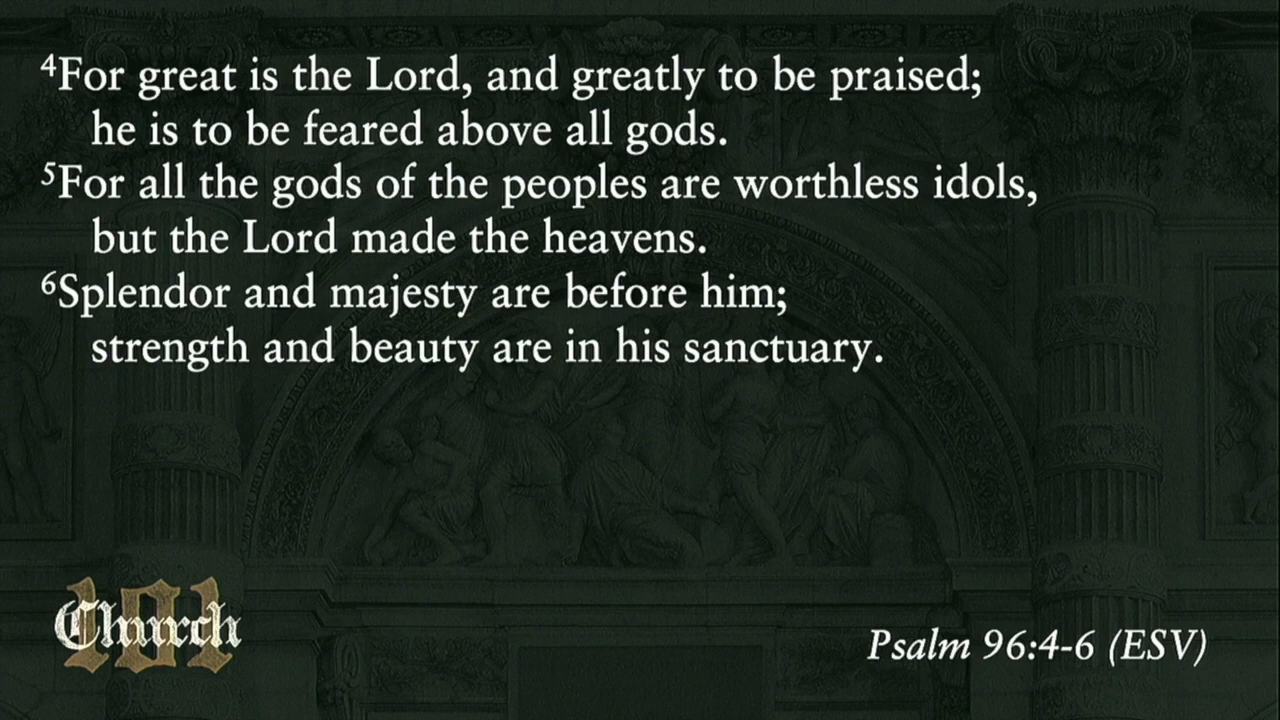 ⁴For great is the Lord, and greatly to be praised;
he is to be feared above all gods.
⁵For all the gods of the peoples are worthless idols,
but the Lord made the heavens.
⁶Splendor and majesty are before him;
strength and beauty are in his sanctuary.
101
Church
Psalm 96:4-6 (ESV)